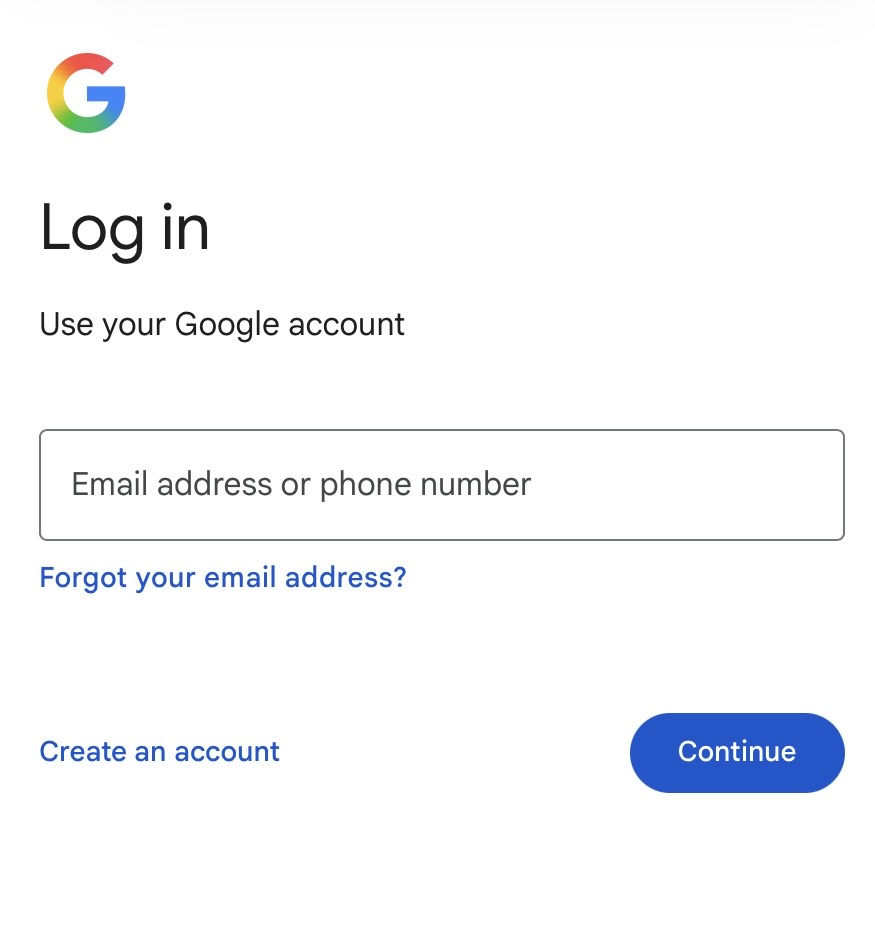 Log in
Use your Google account
Email address or phone number
Forgot your email address?
Create an account
Continue